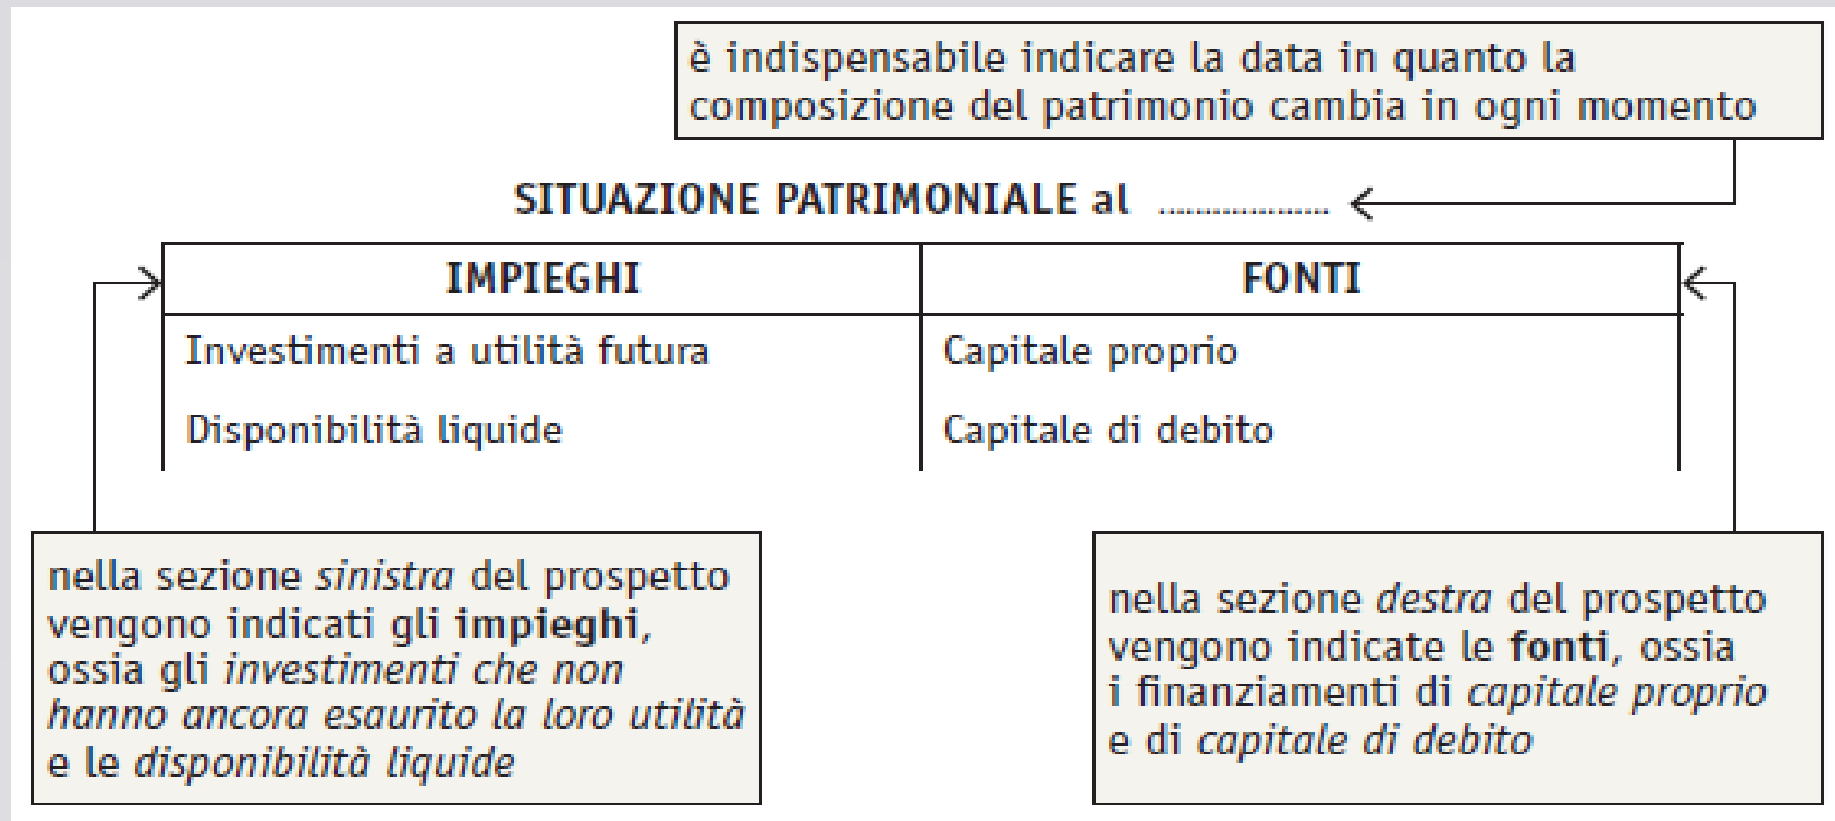 è indispensabile indicare la data in quanto la
composizione del patrimonio cambia in ogni momento
SITUAZIONE PATRIMONIALE al ...................
IMPIEGHI
FONTI
Investimenti a utilità futura
Capitale proprio
Disponibilità liquide
Capitale di debito
nella sezione sinistra del prospetto
vengono indicati gli impieghi,
ossia gli investimenti che non
hanno ancora esaurito la loro utilità
e le disponibilità liquide
nella sezione destra del prospetto
vengono indicate le fonti, ossia
i finanziamenti di capitale proprio
e di capitale di debito